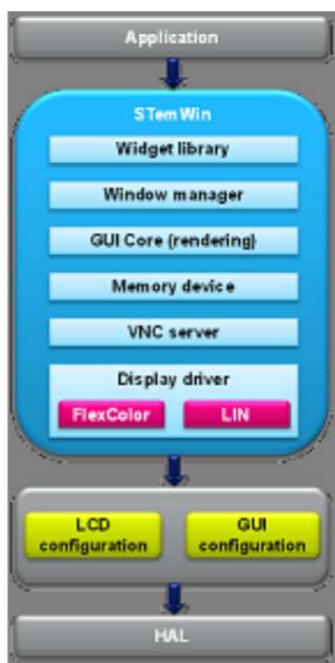 Application
STemWin
Widget library
Window manager
GUI Core (rendering)
Memory device
VNC server
Display driver
FlexColor
LIN
LCD
configuration
GUI
configuration
HAL